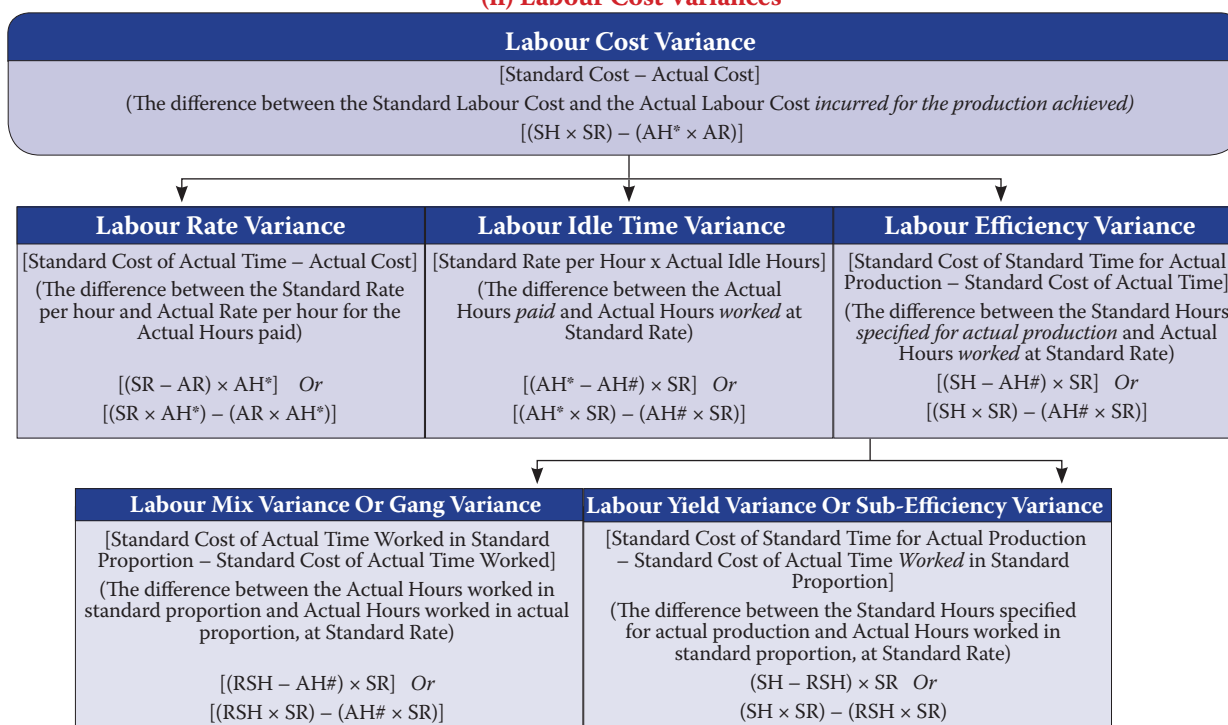 (ii) Labour Cost Variances
Labour Cost Variance
[Standard Cost – Actual Cost]
(The difference between the Standard Labour Cost and the Actual Labour Cost incurred for the production achieved)
[(SH × SR) – (AH* × AR)]
Labour Rate Variance
[Standard Cost of Actual Time – Actual Cost]
(The difference between the Standard Rate
per hour and Actual Rate per hour for the
Actual Hours paid)
[(SR – AR) × AH*] Or
[(SR × AH*) – (AR × AH*)]
Labour Idle Time Variance
[Standard Rate per Hour x Actual Idle Hours]
(The difference between the Actual
Hours paid and Actual Hours worked at
Standard Rate)
[(AH* – AH#) × SR] Or
[(AH* × SR) – (AH# × SR)]
Labour Efficiency Variance
[Standard Cost of Standard Time for Actual
Production – Standard Cost of Actual Time]
(The difference between the Standard Hours
specified for actual production and Actual
Hours worked at Standard Rate)
[(SH – AH#) × SR] Or
[(SH × SR) – (AH# × SR)]
Labour Mix Variance Or Gang Variance
[Standard Cost of Actual Time Worked in Standard
Proportion – Standard Cost of Actual Time Worked]
(The difference between the Actual Hours worked in
standard proportion and Actual Hours worked in actual
proportion, at Standard Rate)
[(RSH – AH#) × SR] Or
[(RSH × SR) – (AH# × SR)]
Labour Yield Variance Or Sub-Efficiency Variance
[Standard Cost of Standard Time for Actual Production
– Standard Cost of Actual Time Worked in Standard
Proportion]
(The difference between the Standard Hours specified
for actual production and Actual Hours worked in
standard proportion, at Standard Rate)
(SH – RSH) × SR Or
(SH × SR) – (RSH × SR)